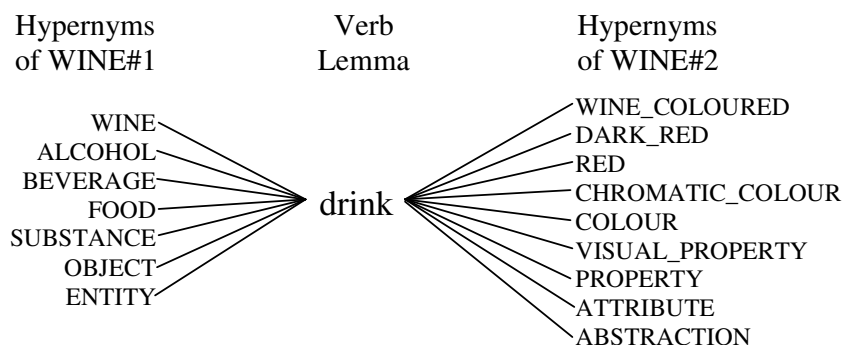 Hypernyms
of WINE#1
Verb
Lemma
Hypernyms
of WINE#2
WINE
ALCOHOL
BEVERAGE
FOOD
SUBSTANCE
OBJECT
ENTITY
drink
WINE_COLOURED
DARK_RED
RED
CHROMATIC_COLOUR
COLOUR
VISUAL_PROPERTY
PROPERTY
ATTRIBUTE
ABSTRACTION